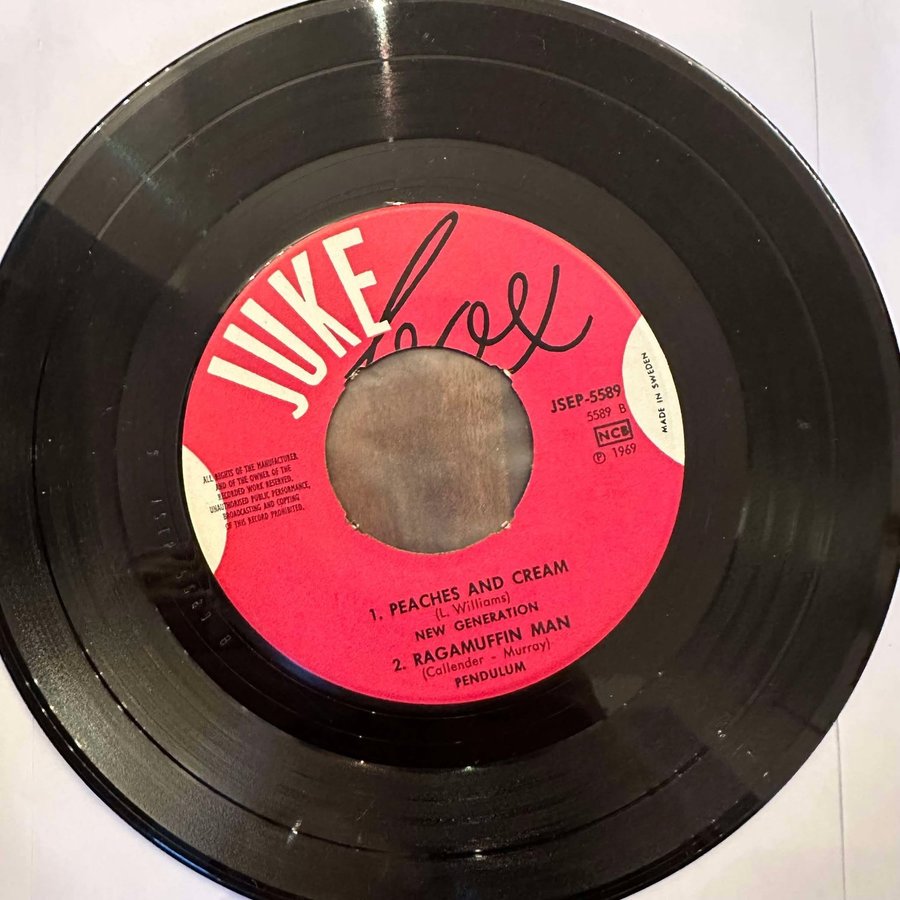 JUKE
box
JSEP-5589
5589 B
NCB
Ⓟ 1969
MADE IN SWEDEN
ALL RIGHTS OF THE MANUFACTURER
AND OF THE OWNER OF THE
RECORDED WORK RESERVED.
UNAUTHORISED PUBLIC PERFORMANCE,
BROADCASTING AND COPYING
OF THIS RECORD PROHIBITED.
1. PEACHES AND CREAM
(L. Williams)
NEW GENERATION
2. RAGAMUFFIN MAN
(Callender - Murray)
PENDULUM